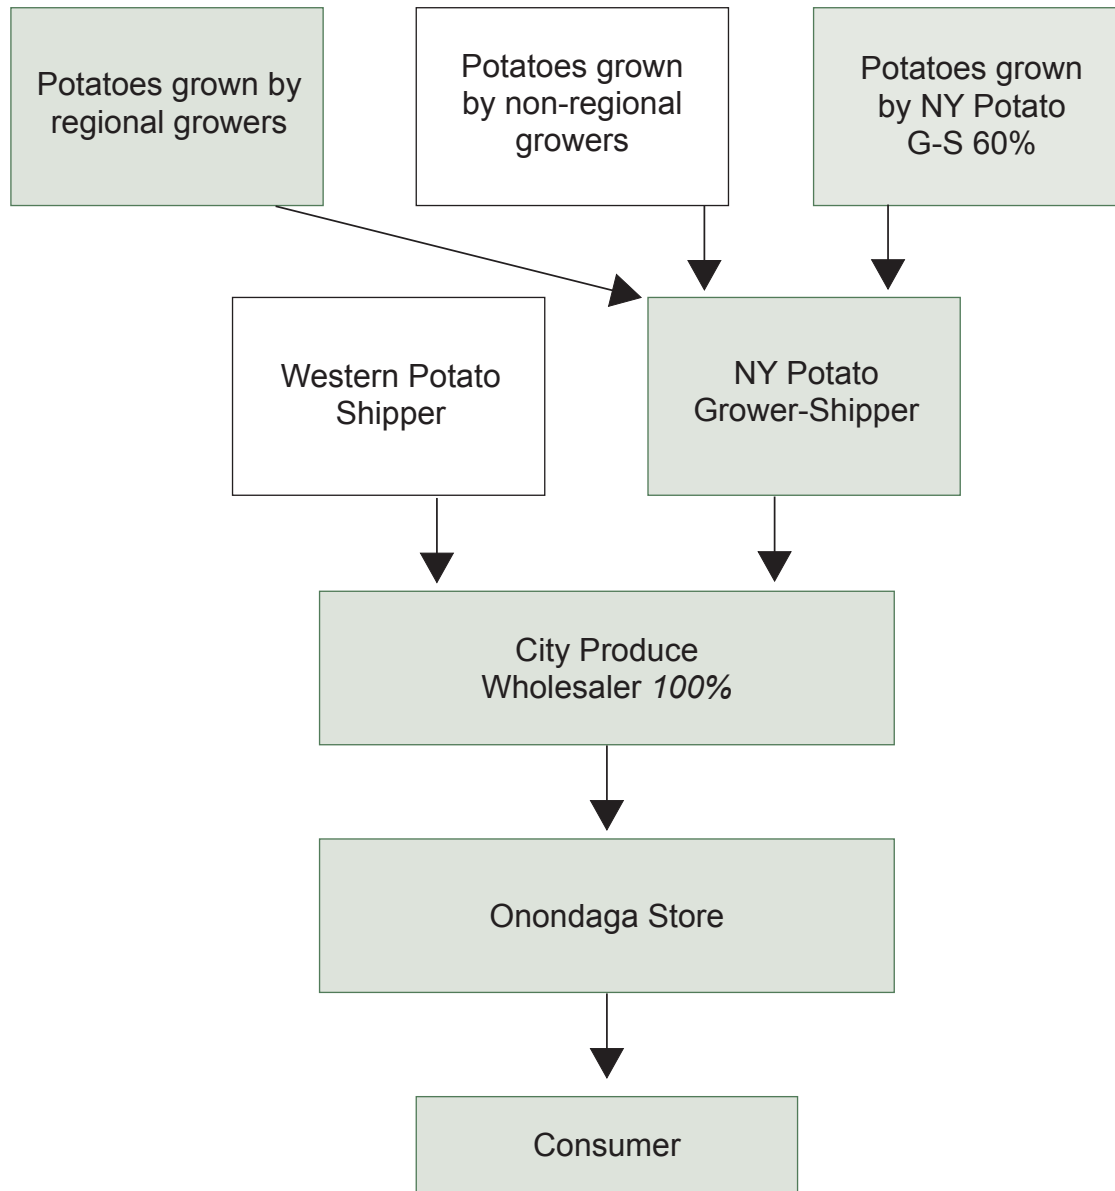 Potatoes grown by
regional growers
Potatoes grown
by non-regional
growers
Potatoes grown
by NY Potato
G-S 60%
Western Potato
Shipper
NY Potato
Grower-Shipper
City Produce
Wholesaler 100%
Onondaga Store
Consumer